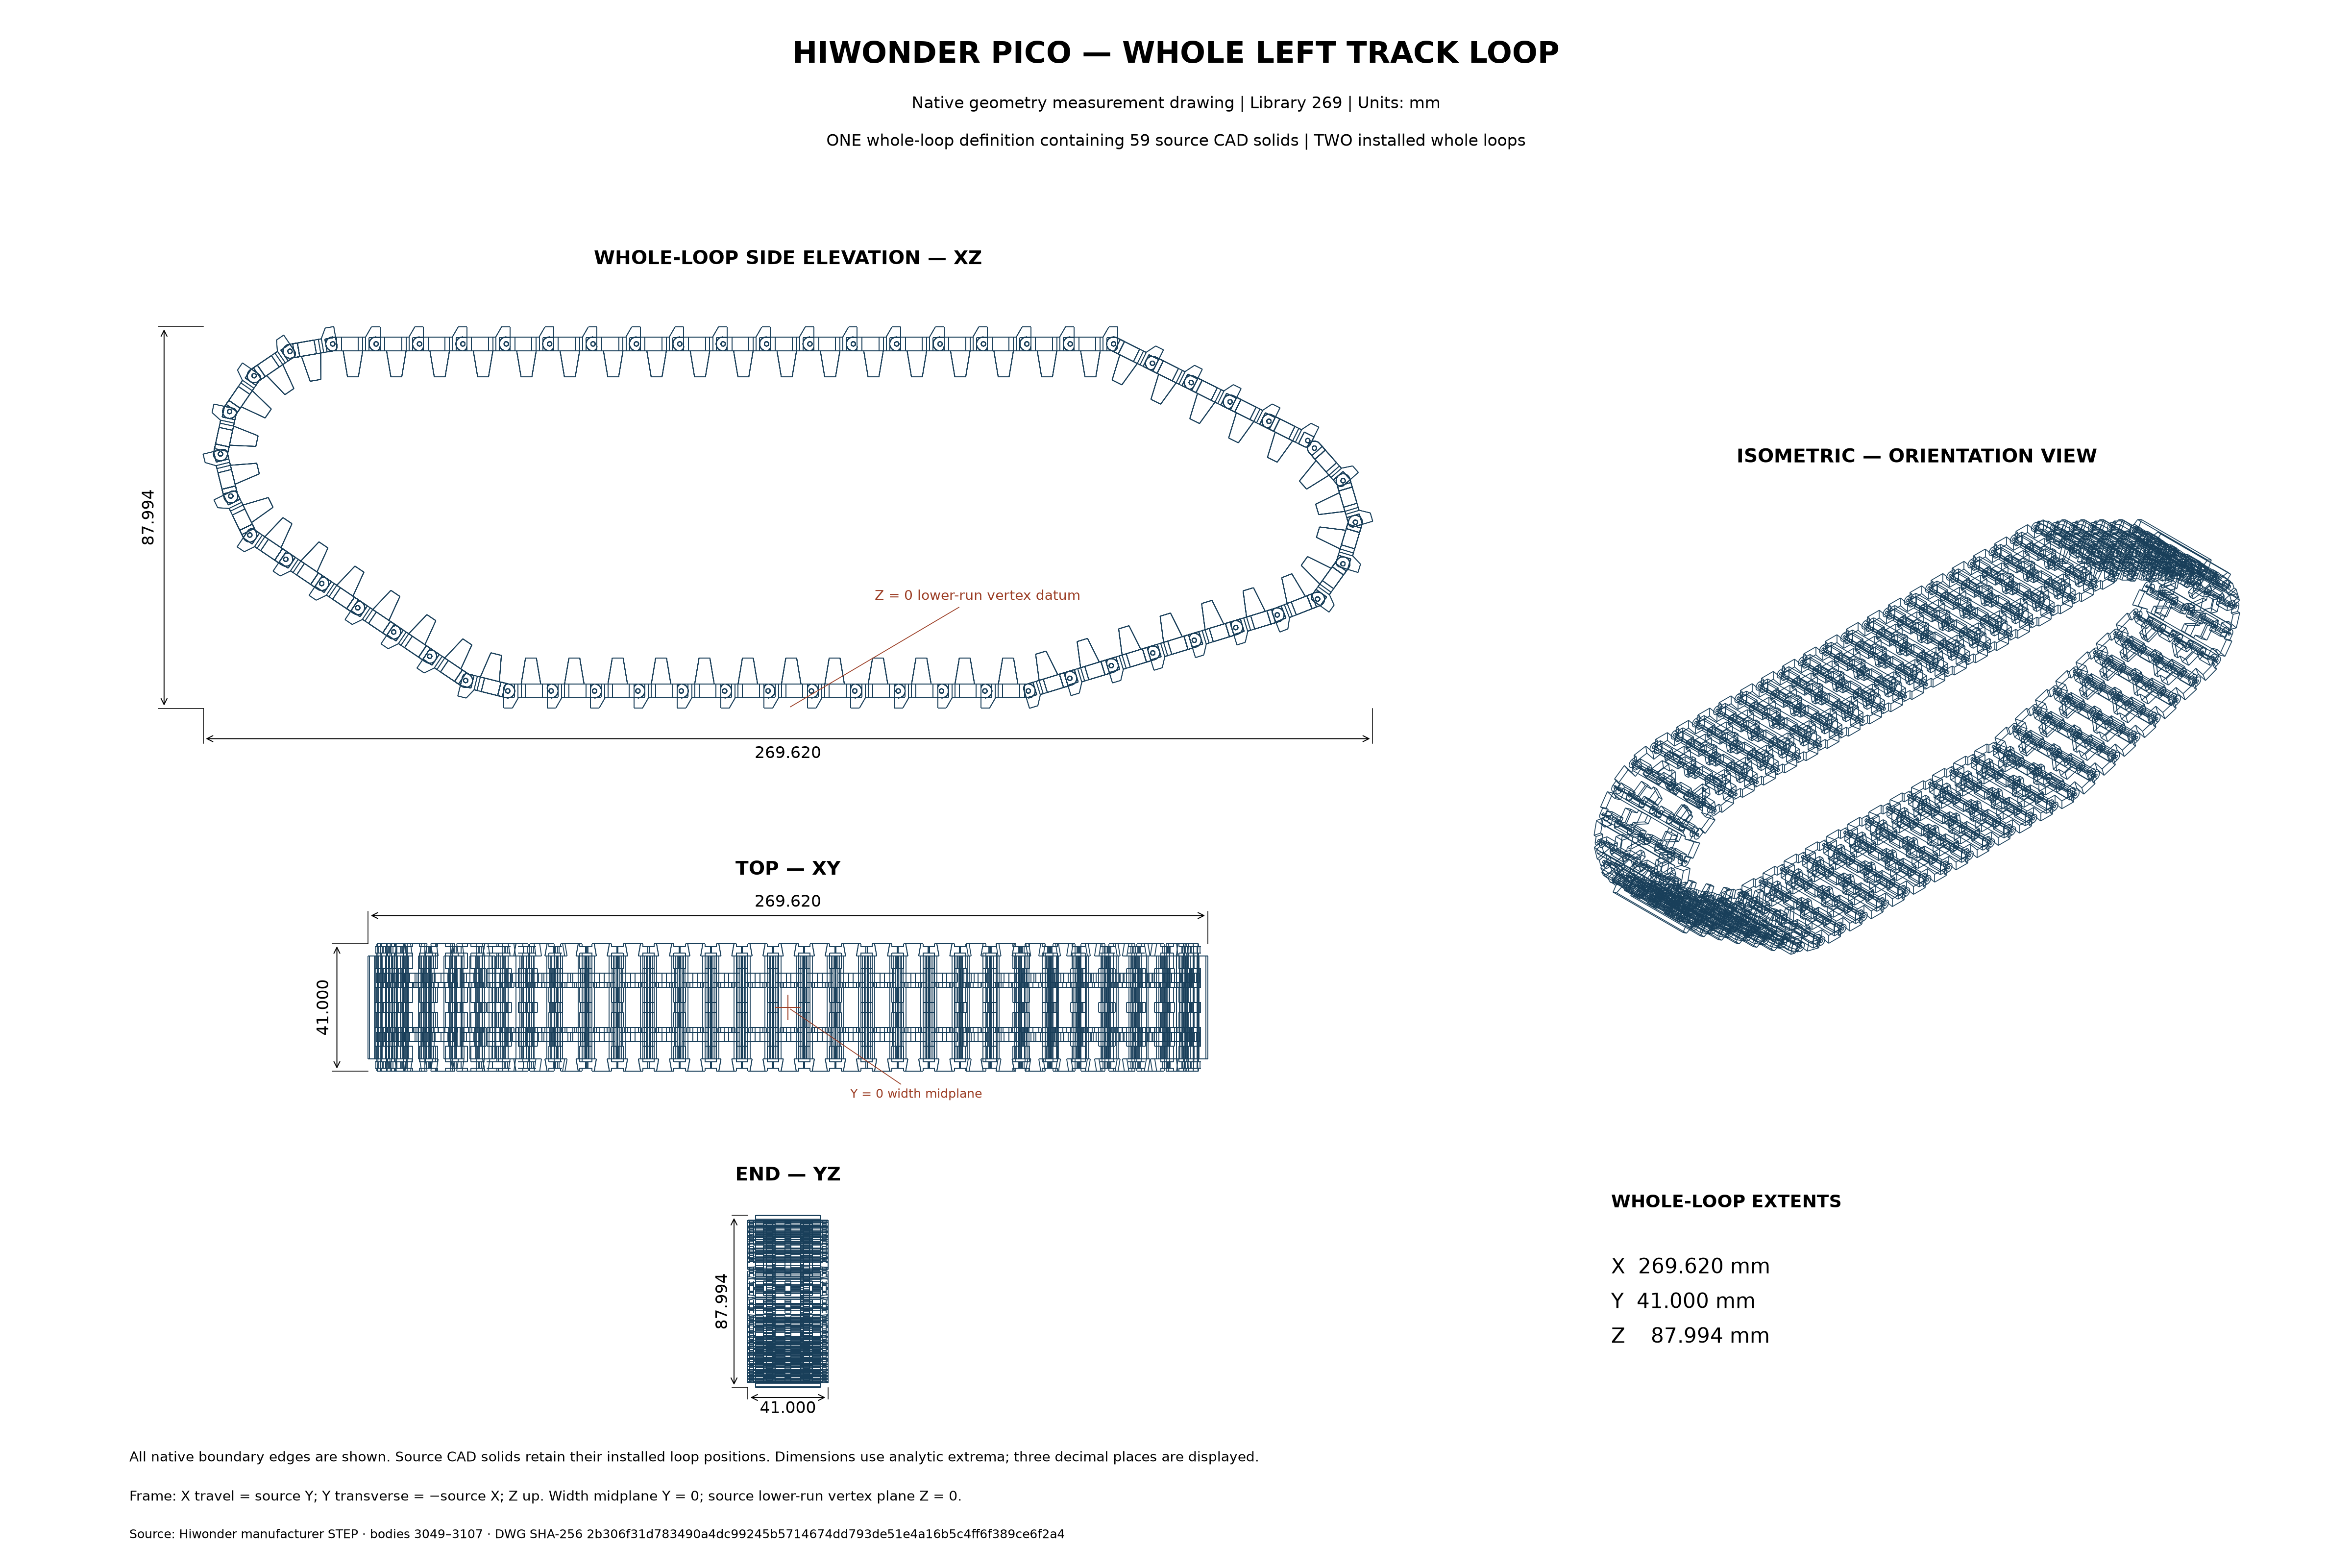 HIWONDER PICO — WHOLE LEFT TRACK LOOP
Native geometry measurement drawing | Library 269 | Units: mm
ONE whole-loop definition containing 59 source CAD solids | TWO installed whole loops
WHOLE-LOOP SIDE ELEVATION — XZ
87.994
Z = 0 lower-run vertex datum
269.620
ISOMETRIC — ORIENTATION VIEW
TOP — XY
269.620
41.000
Y = 0 width midplane
END — YZ
87.994
41.000
WHOLE-LOOP EXTENTS
X 269.620 mm
Y 41.000 mm
Z 87.994 mm
All native boundary edges are shown. Source CAD solids retain their installed loop positions. Dimensions use analytic extrema; three decimal places are displayed.
Frame: X travel = source Y; Y transverse = −source X; Z up. Width midplane Y = 0; source lower-run vertex plane Z = 0.
Source: Hiwonder manufacturer STEP · bodies 3049–3107 · DWG SHA-256 2b306f31d783490a4dc99245b5714674dd793de51e4a16b5c4ff6f389ce6f2a4